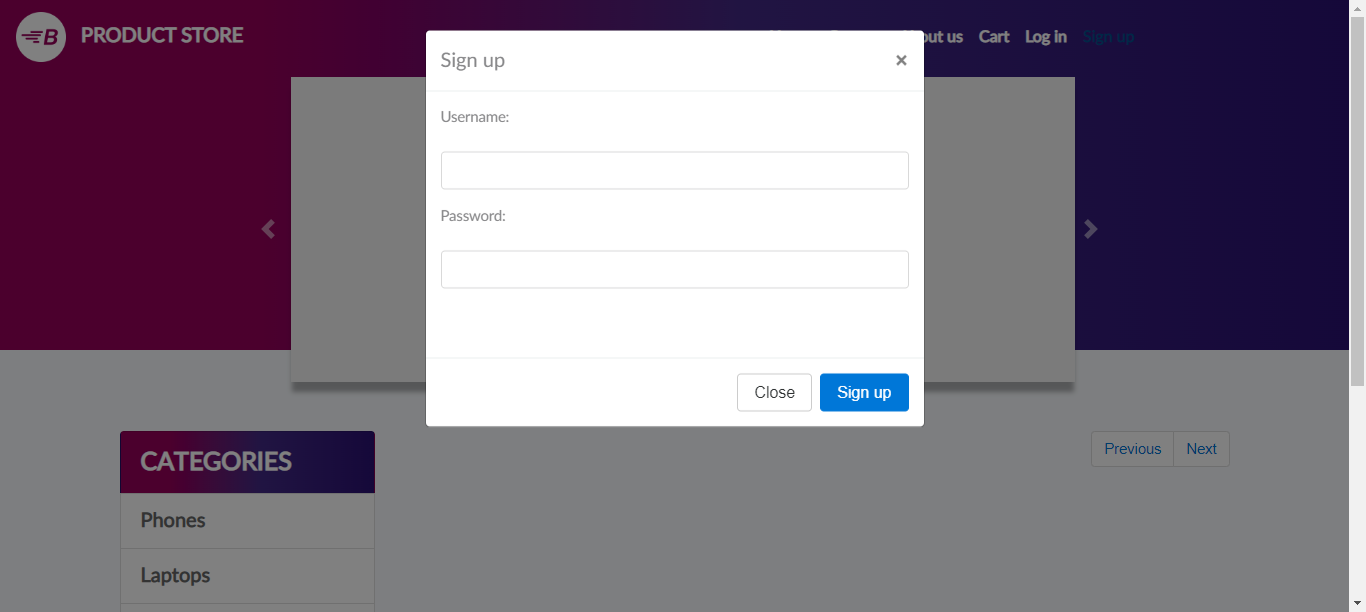 B PRODUCT STORE
out us Cart Log in Sign up
Sign up ×
Username:
Password:
Close Sign up
CATEGORIES
Previous Next
Phones
Laptops